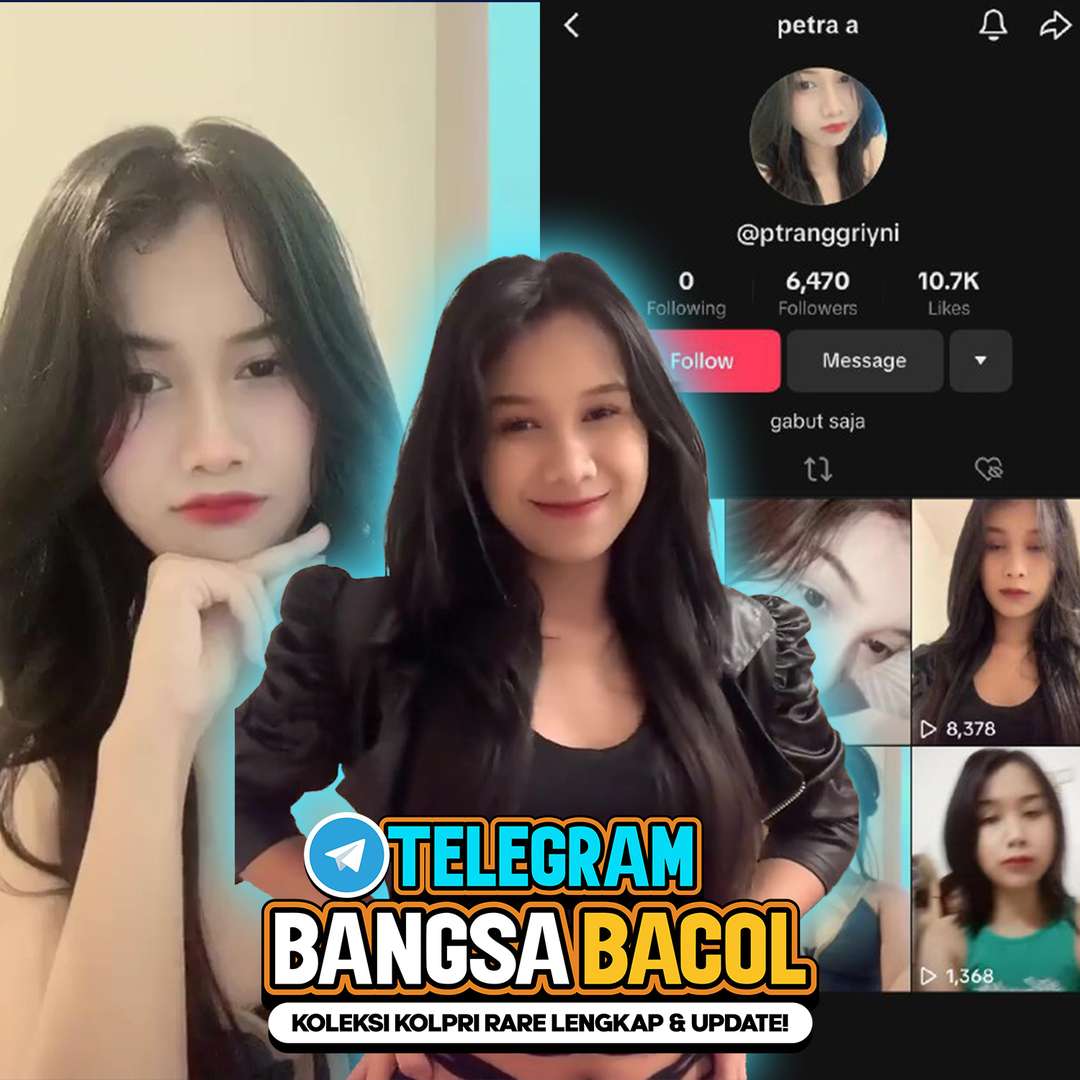 petra a
@ptranggriyni
0 6,470 10.7K
Following Followers Likes
Follow Message
gabut saja
8,378
1,368
TELEGRAM
BANGSA BACOL
KOLEKSI KOLPRI RARE LENGKAP & UPDATE!